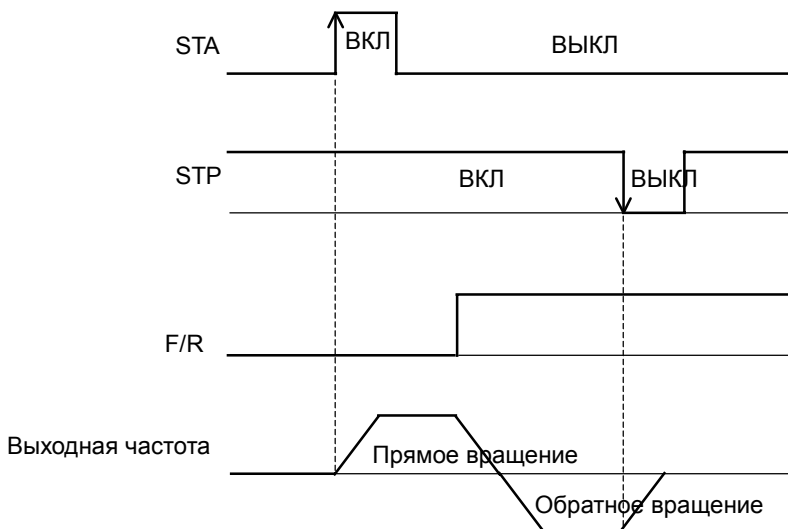 STA
ВКЛ
ВЫКЛ
STP
ВКЛ
ВЫКЛ
F/R
Выходная частота
Прямое вращение
Обратное вращение